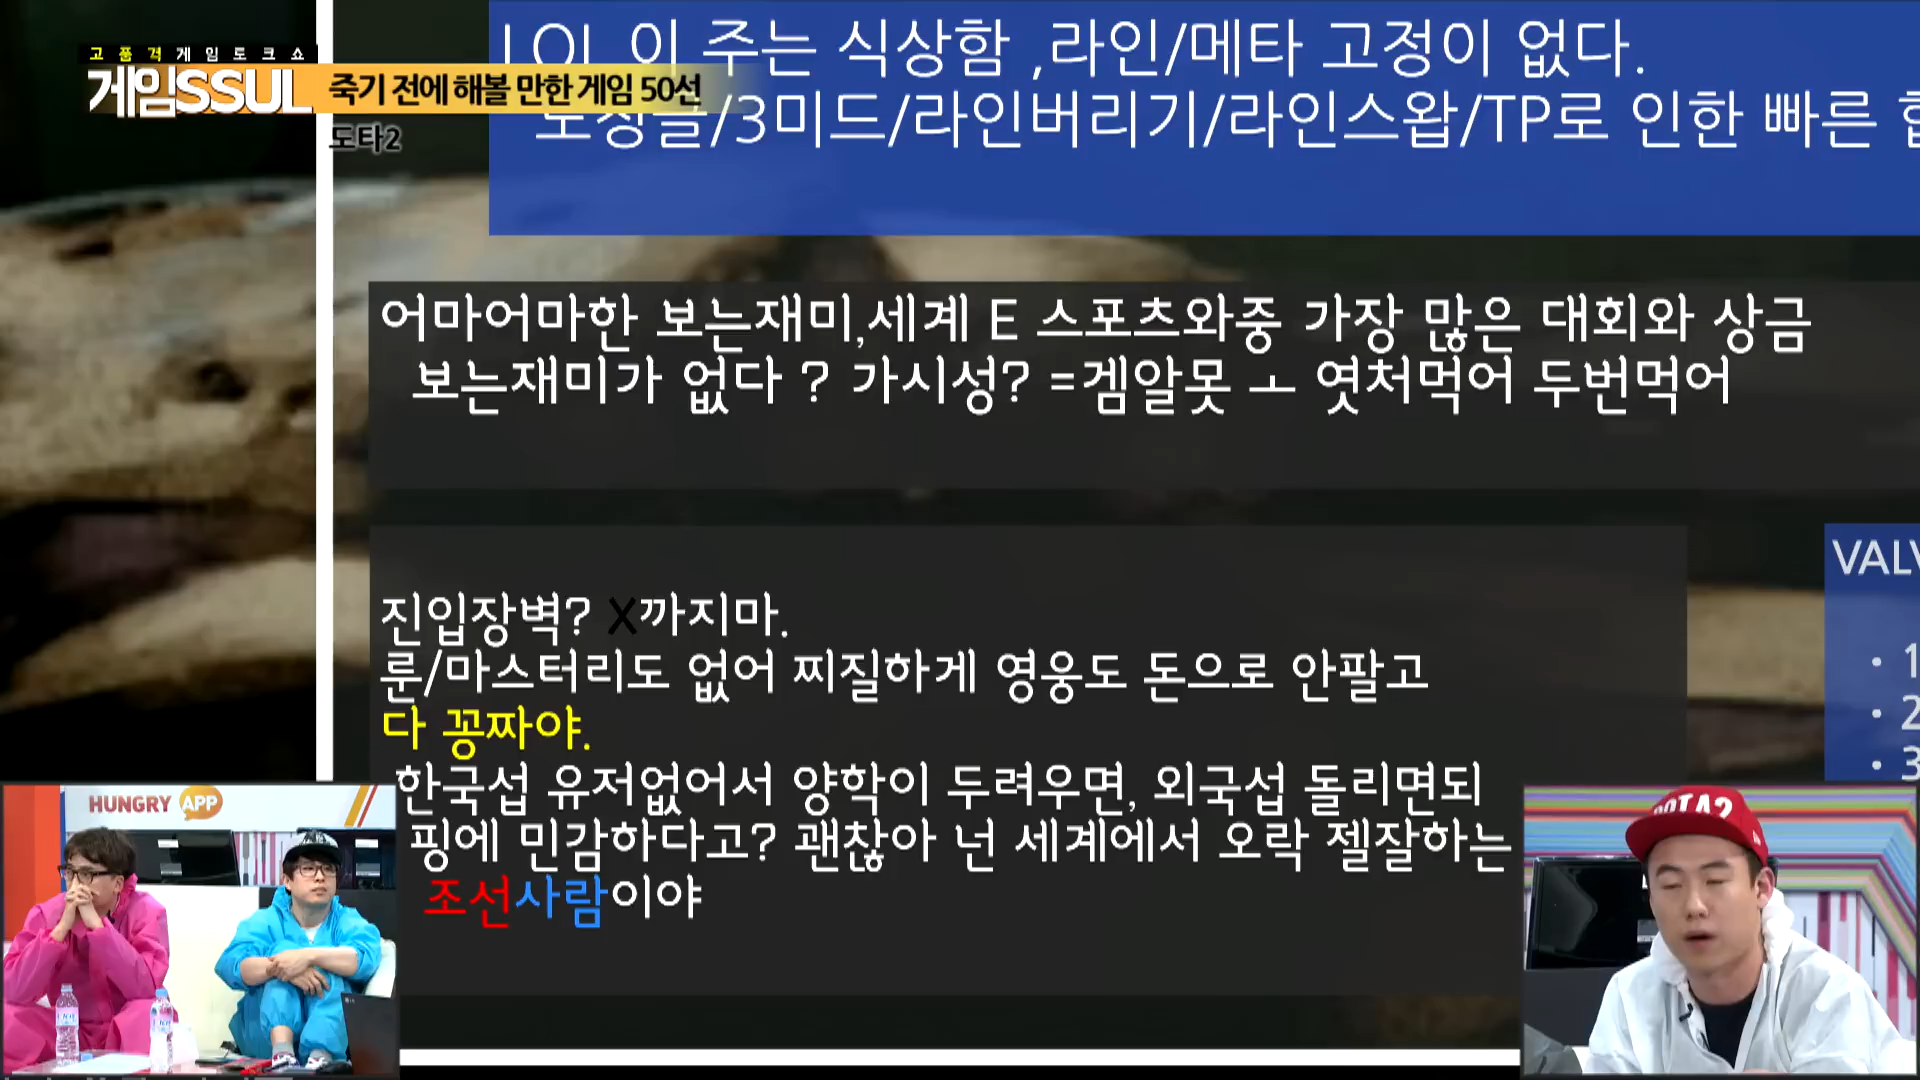 고품격게임토크쇼
게임SSUL
죽기 전에 해볼 만한 게임 50선
도타2
LOL 이 주는 식상함 ,라인/메타 고정이 없다.
/3미드/라인버리기/라인스왑/TP로 인한 빠른
어마어마한 보는재미,세계 E 스포츠와중 가장 많은 대회와 상금
보는재미가 없다 ? 가시성? =겜알못 ㅗ 엿처먹어 두번먹어
진입장벽? X까지마.
룬/마스터리도 없어 찌질하게 영웅도 돈으로 안팔고
다 꽁짜야.
한국섭 유저없어서 양학이 두려우면, 외국섭 돌리면되
핑에 민감하다고? 괜찮아 넌 세계에서 오락 젤잘하는
조선사람이야
VALV
• 1
• 2
• 3
HUNGRY APP
DOTA2